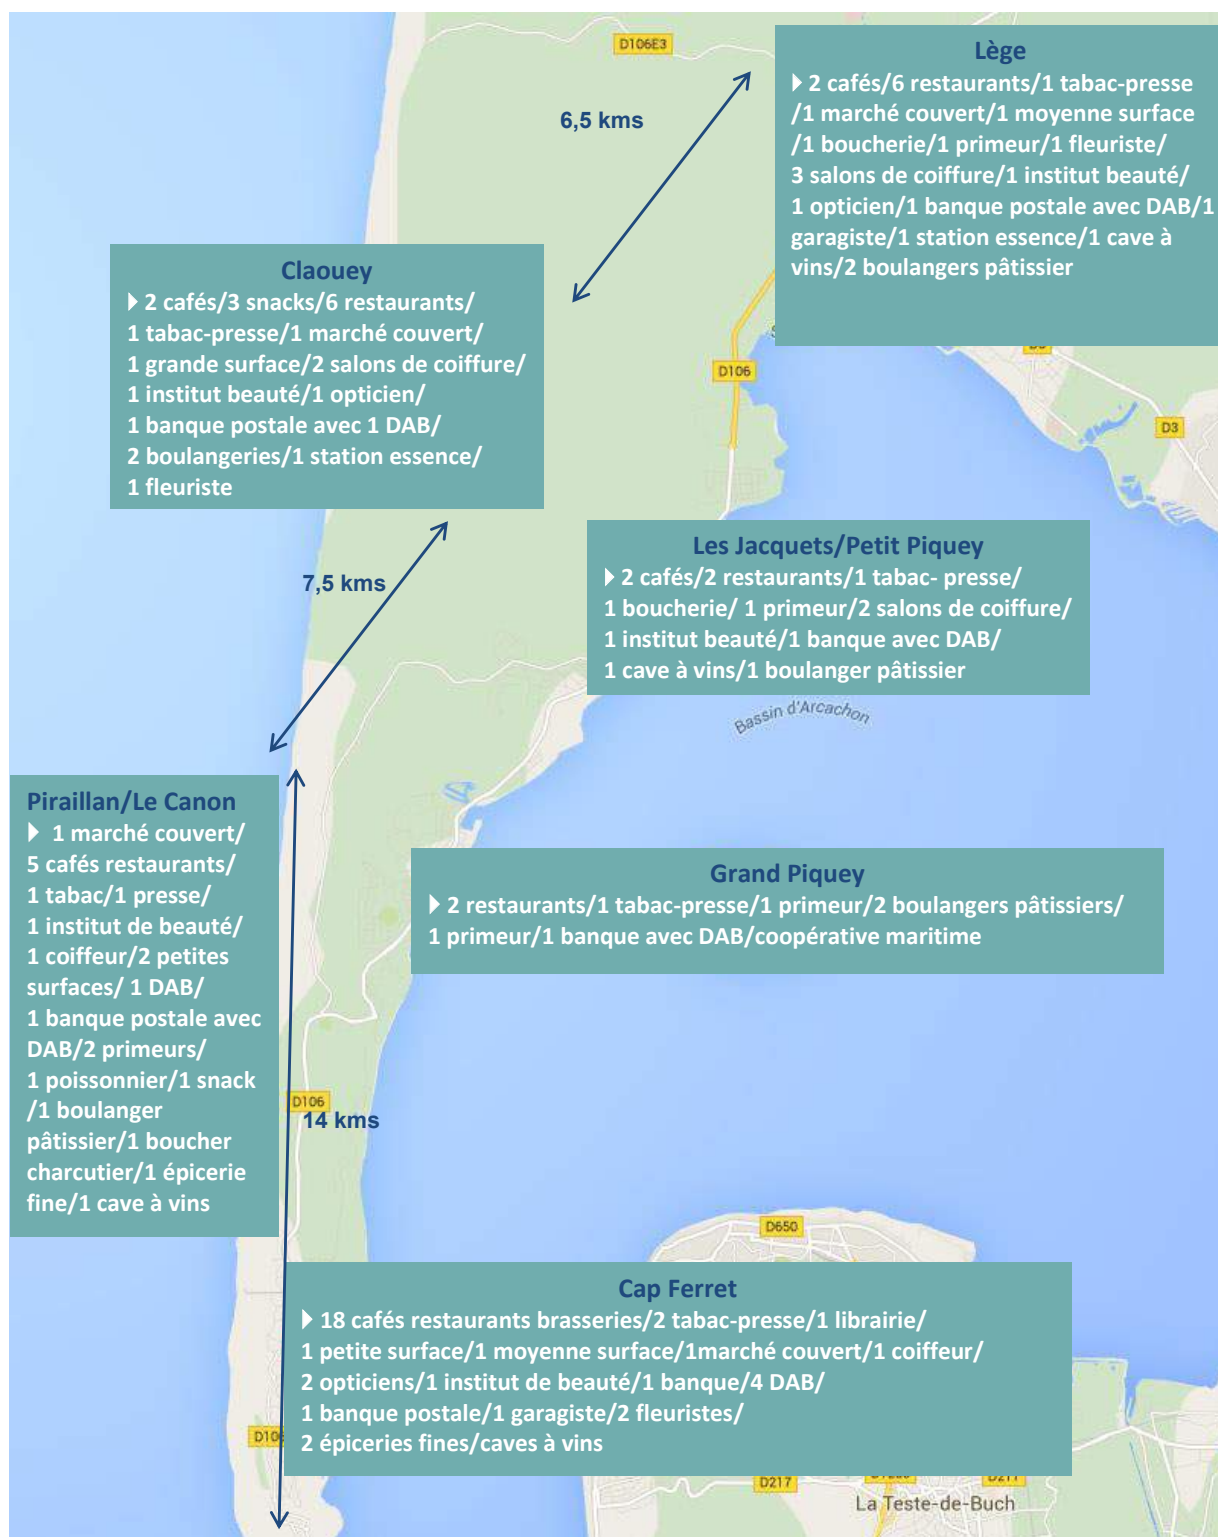 D106E3
Lège
2 cafés/6 restaurants/1 tabac-presse
/1 marché couvert/1 moyenne surface
/1 boucherie/1 primeur/1 fleuriste/
3 salons de coiffure/1 institut beauté/
1 opticien/1 banque postale avec DAB/1
garagiste/1 station essence/1 cave à
vins/2 boulangers pâtissier
6,5 kms
Claouey
2 cafés/3 snacks/6 restaurants/
1 tabac-presse/1 marché couvert/
1 grande surface/2 salons de coiffure/
1 institut beauté/1 opticien/
1 banque postale avec 1 DAB/
2 boulangeries/1 station essence/
1 fleuriste
D106
D3
7,5 kms
Les Jacquets/Petit Piquey
2 cafés/2 restaurants/1 tabac- presse/
1 boucherie/ 1 primeur/2 salons de coiffure/
1 institut beauté/1 banque avec DAB/
1 cave à vins/1 boulanger pâtissier
Bassin d'Arcachon
Piraillan/Le Canon
1 marché couvert/
5 cafés restaurants/
1 tabac/1 presse/
1 institut de beauté/
1 coiffeur/2 petites
surfaces/ 1 DAB/
1 banque postale avec
DAB/2 primeurs/
1 poissonnier/1 snack
/1 boulanger
pâtissier/1 boucher
charcutier/1 épicerie
fine/1 cave à vins
Grand Piquey
2 restaurants/1 tabac-presse/1 primeur/2 boulangers pâtissiers/
1 primeur/1 banque avec DAB/coopérative maritime
D106
14 kms
D650
Cap Ferret
18 cafés restaurants brasseries/2 tabac-presse/1 librairie/
1 petite surface/1 moyenne surface/1marché couvert/1 coiffeur/
2 opticiens/1 institut de beauté/1 banque/4 DAB/
1 banque postale/1 garagiste/2 fleuristes/
2 épiceries fines/caves à vins
D217
D217
La Teste-de-Buch